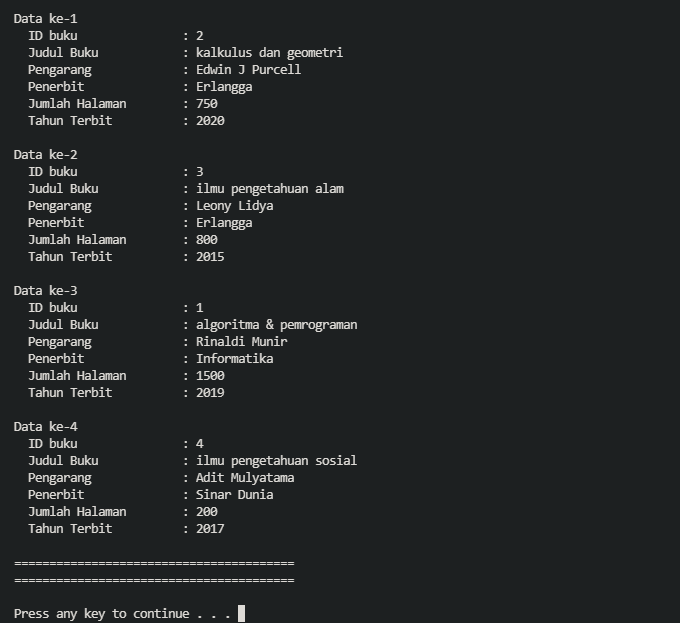 Data ke-1
  ID buku               : 2
  Judul Buku            : kalkulus dan geometri
  Pengarang             : Edwin J Purcell
  Penerbit              : Erlangga
  Jumlah Halaman        : 750
  Tahun Terbit          : 2020

Data ke-2
  ID buku               : 3
  Judul Buku            : ilmu pengetahuan alam
  Pengarang             : Leony Lidya
  Penerbit              : Erlangga
  Jumlah Halaman        : 800
  Tahun Terbit          : 2015

Data ke-3
  ID buku               : 1
  Judul Buku            : algoritma & pemrograman
  Pengarang             : Rinaldi Munir
  Penerbit              : Informatika
  Jumlah Halaman        : 1500
  Tahun Terbit          : 2019

Data ke-4
  ID buku               : 4
  Judul Buku            : ilmu pengetahuan sosial
  Pengarang             : Adit Mulyatama
  Penerbit              : Sinar Dunia
  Jumlah Halaman        : 200
  Tahun Terbit          : 2017

========================================
========================================

Press any key to continue . . .